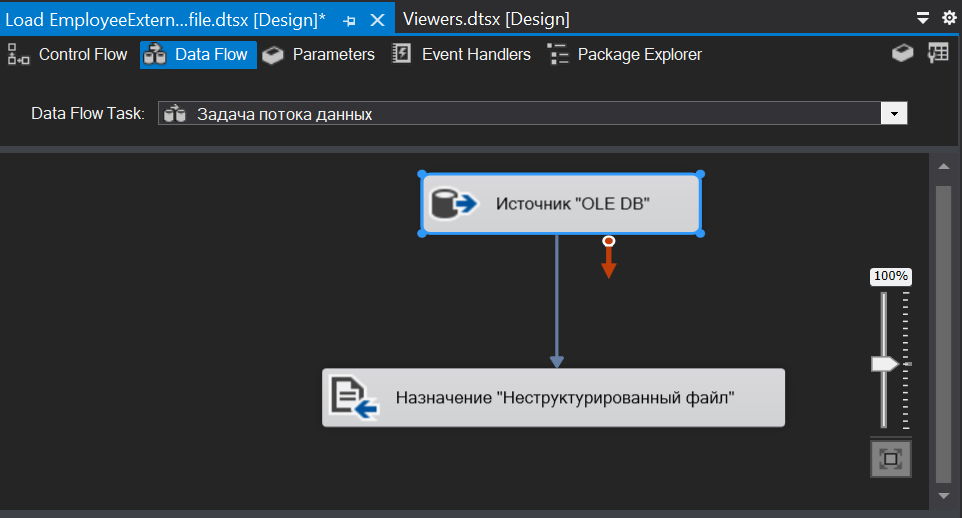 Load EmployeeExtern...file.dtsx [Design]* Viewers.dtsx [Design]
Control Flow Data Flow Parameters Event Handlers Package Explorer
Data Flow Task: Задача потока данных
Источник "OLE DB"
100%
Назначение "Неструктурированный файл"